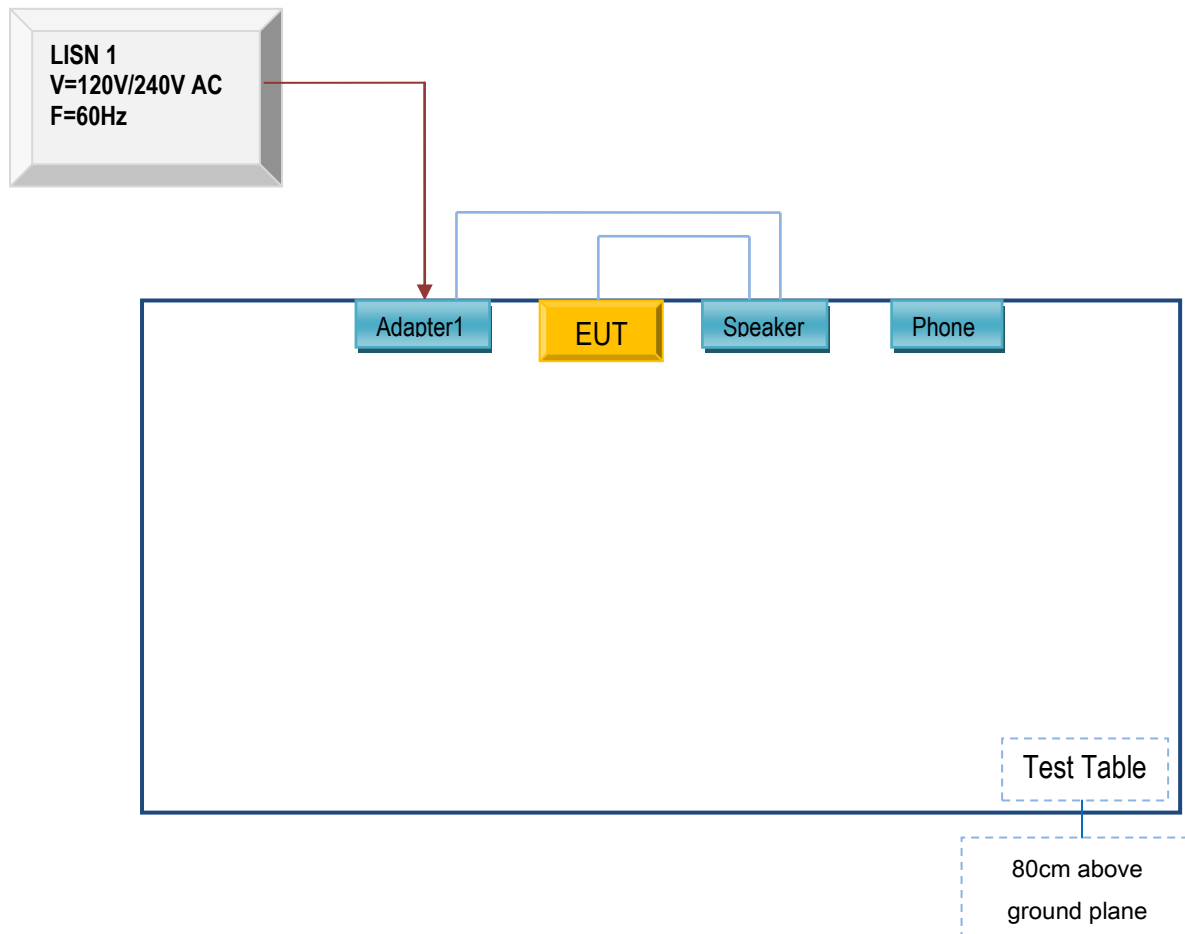 LISN 1
V=120V/240V AC
F=60Hz
Adapter1
EUT
Speaker
Phone
Test Table
80cm above
ground plane